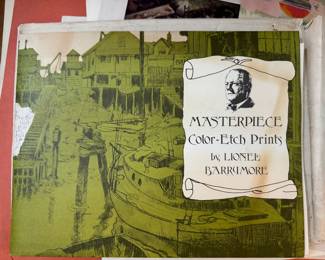 MASTERPIECE
Color-Etch Prints
by LIONEL
BARRYMORE